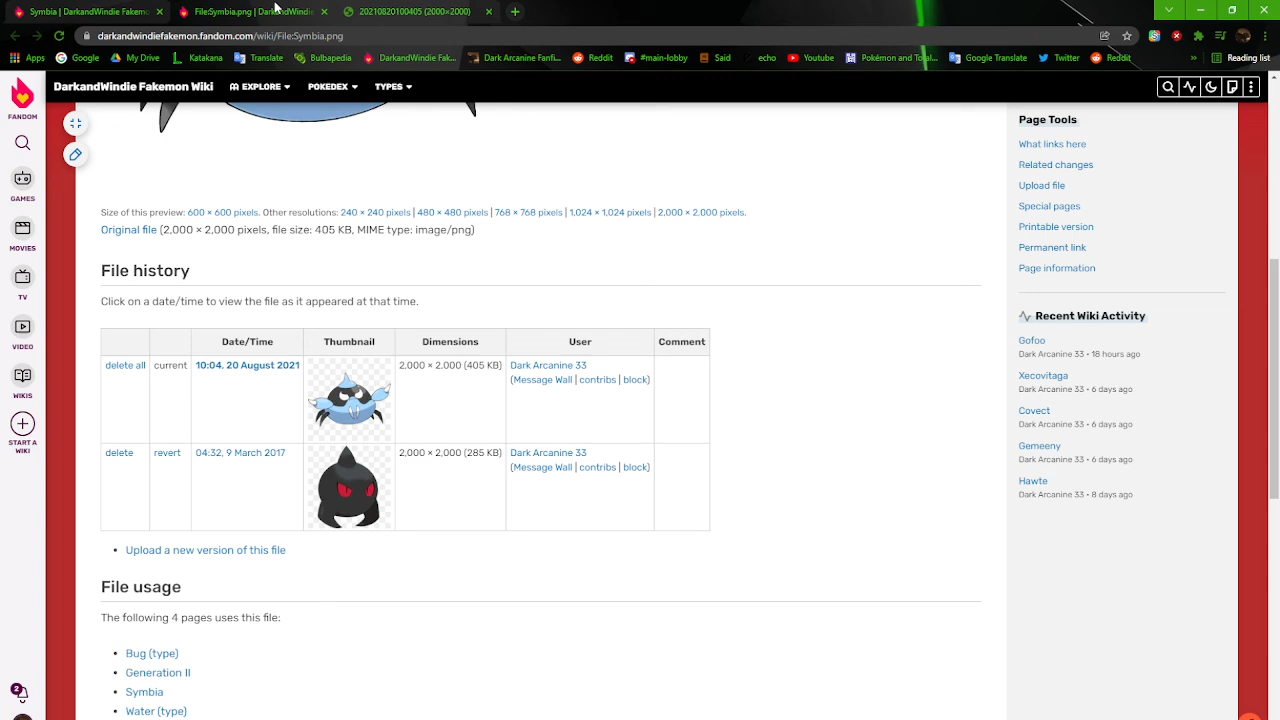 Symbia | DarkandWindie Fakemo
File:Symbia.png | DarkandWindie
20210820100405 (2000×2000)
darkandwindiefakemon.fandom.com/wiki/File:Symbia.png
Apps
Google
My Drive
Katakana
Translate
Bulbapedia
DarkandWindie Fak...
Dark Arcanine Fanfi...
Reddit
#main-lobby
Said
echo
YouTube
Pokémon and Total...
Google Translate
Twitter
Reddit
»
Reading list
FANDOM
GAMES
MOVIES
TV
VIDEO
WIKIS
START A
WIKI
2
DarkandWindie Fakemon Wiki
EXPLORE
POKEDEX
TYPES
Size of this preview: 600 × 600 pixels. Other resolutions: 240 × 240 pixels | 480 × 480 pixels | 768 × 768 pixels | 1,024 × 1,024 pixels | 2,000 × 2,000 pixels.
Original file (2,000 × 2,000 pixels, file size: 405 KB, MIME type: image/png)
File history
Click on a date/time to view the file as it appeared at that time.
Date/Time Thumbnail Dimensions User Comment
delete all current 10:04, 20 August 2021 2,000 × 2,000 (405 KB) Dark Arcanine 33
(Message Wall | contribs | block)
delete revert 04:32, 9 March 2017 2,000 × 2,000 (285 KB) Dark Arcanine 33
(Message Wall | contribs | block)
Upload a new version of this file
File usage
The following 4 pages uses this file:
Bug (type)
Generation II
Symbia
Water (type)
Page Tools
What links here
Related changes
Upload file
Special pages
Printable version
Permanent link
Page information
Recent Wiki Activity
Gofoo
Dark Arcanine 33 • 18 hours ago
Xecovitaga
Dark Arcanine 33 • 6 days ago
Covect
Dark Arcanine 33 • 6 days ago
Gemeeny
Dark Arcanine 33 • 6 days ago
Hawte
Dark Arcanine 33 • 8 days ago